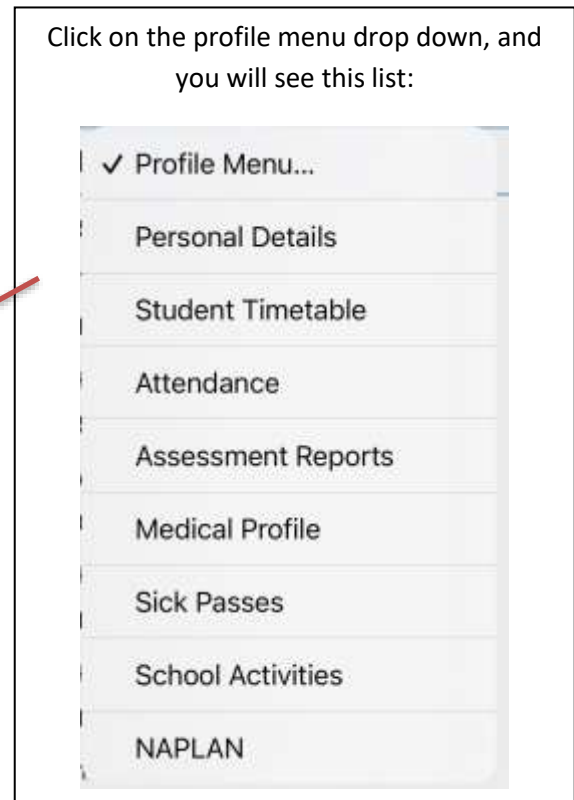 Click on the profile menu drop down, and
you will see this list:
✓ Profile Menu...
Personal Details
Student Timetable
Attendance
Assessment Reports
Medical Profile
Sick Passes
School Activities
NAPLAN